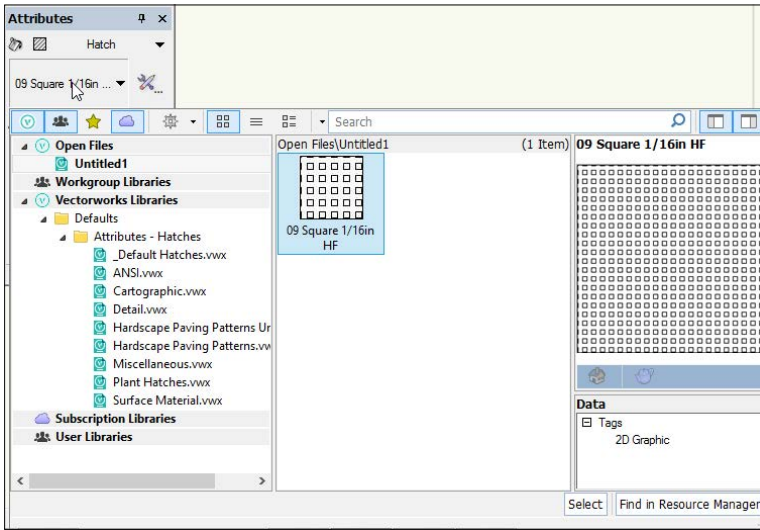 Attributes
Hatch
09 Square 1/16in ...
Search
Open Files
Untitled1
Workgroup Libraries
Vectorworks Libraries
Defaults
Attributes - Hatches
_Default Hatches.vwx
ANSI.vwx
Cartographic.vwx
Detail.vwx
Hardscape Paving Patterns Ur
Hardscape Paving Patterns.vw
Miscellaneous.vwx
Plant Hatches.vwx
Surface Material.vwx
Subscription Libraries
User Libraries
Open Files\Untitled1 (1 Item)
09 Square 1/16in
HF
09 Square 1/16in HF
Data
Tags
2D Graphic
Select Find in Resource Manager